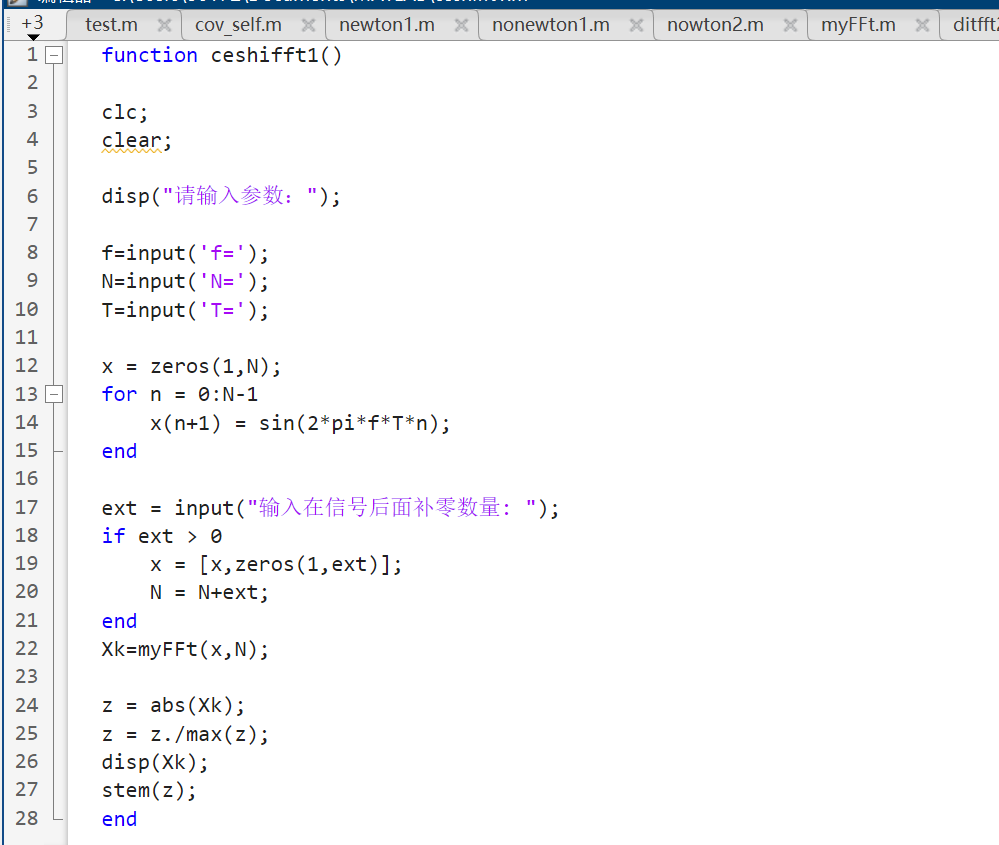 +3 test.m cov_self.m newton1.m nonewton1.m nowton2.m myFFt.m ditfft2
1 function ceshifft1()
2
3 clc;
4 clear;
5
6 disp("请输入参数：");
7
8 f=input('f=');
9 N=input('N=');
10 T=input('T=');
11
12 x = zeros(1,N);
13 for n = 0:N-1
14 x(n+1) = sin(2*pi*f*T*n);
15 end
16
17 ext = input("输入在信号后面补零数量: ");
18 if ext > 0
19 x = [x,zeros(1,ext)];
20 N = N+ext;
21 end
22 Xk=myFFt(x,N);
23
24 z = abs(Xk);
25 z = z./max(z);
26 disp(Xk);
27 stem(z);
28 end